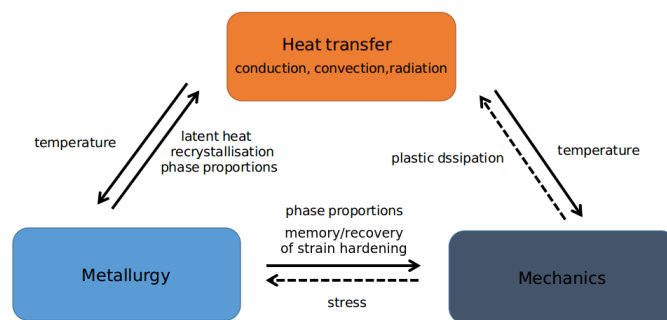 Heat transfer
conduction, convection,radiation
temperature
latent heat
recrystallisation
phase proportions
plastic dssipation
temperature
phase proportions
memory/recovery
of strain hardening
Metallurgy
Mechanics
stress